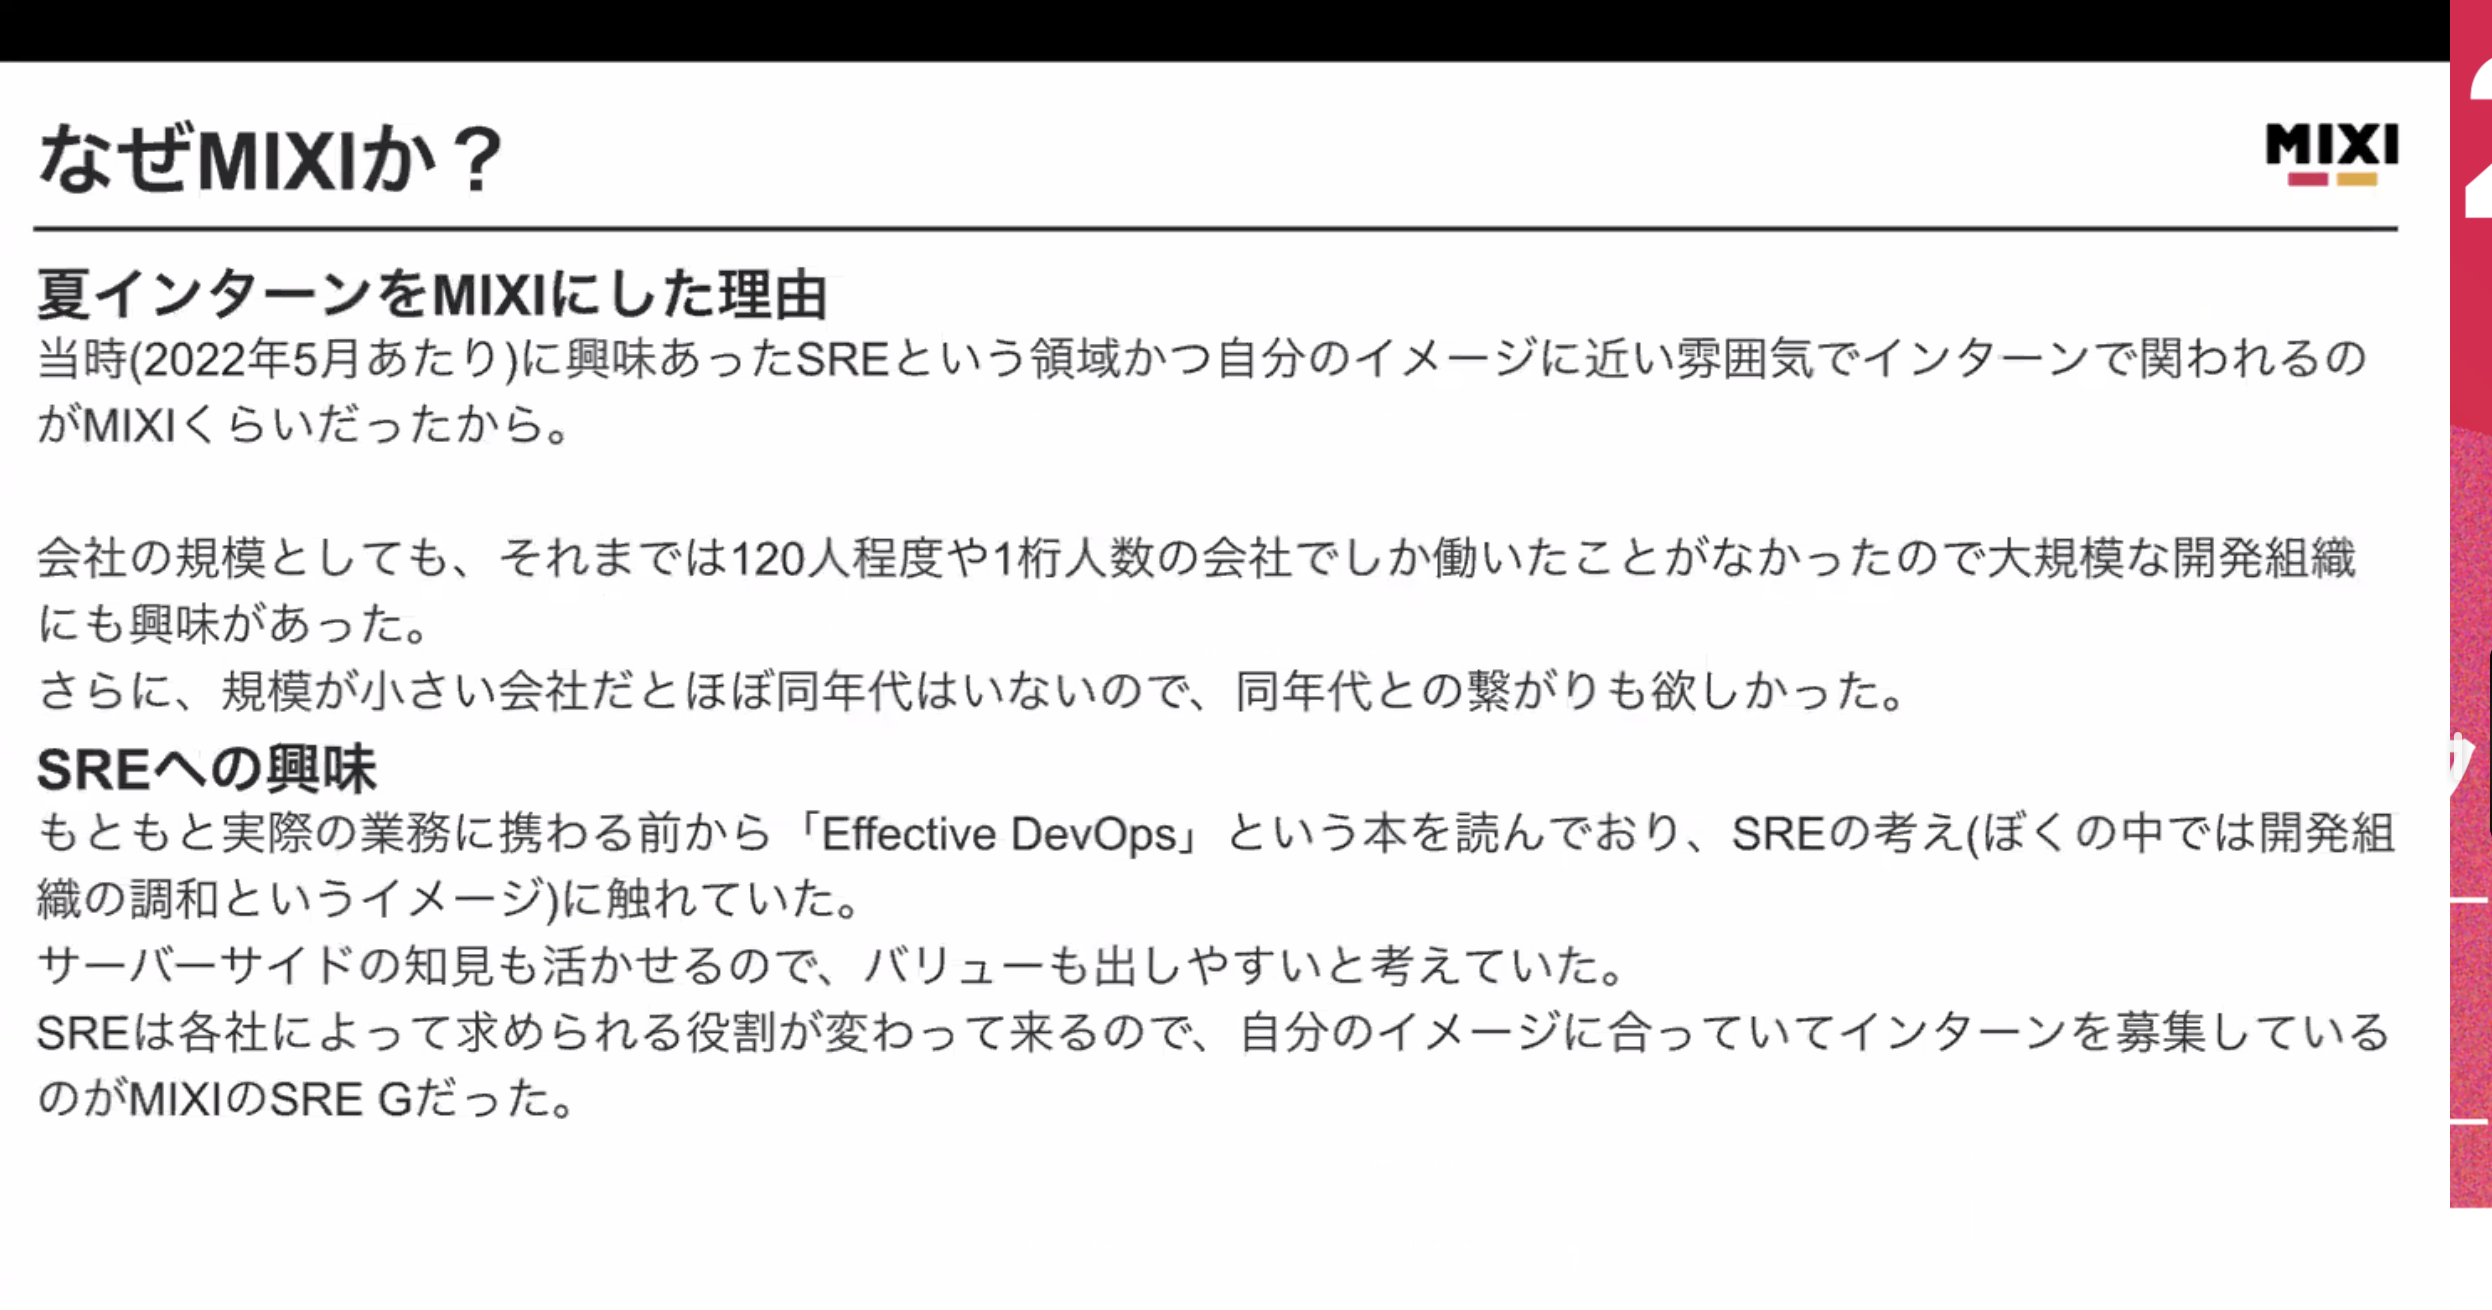 なぜMIXIか？
MIXI
夏インターンをMIXIにした理由
当時(2022年5月あたり)に興味あったSREという領域かつ自分のイメージに近い雰囲気でインターンで関われるの
がMIXIくらいだったから。
会社の規模としても、それまでは120人程度や1桁人数の会社でしか働いたことがなかったので大規模な開発組織
にも興味があった。
さらに、規模が小さい会社だとほぼ同年代はいないので、同年代との繋がりも欲しかった。
SREへの興味
もともと実際の業務に携わる前から「Effective DevOps」という本を読んでおり、SREの考え(ぼくの中では開発組
織の調和というイメージ)に触れていた。
サーバーサイドの知見も活かせるので、バリューも出しやすいと考えていた。
SREは各社によって求められる役割が変わって来るので、自分のイメージに合っていてインターンを募集している
のがMIXIのSRE Gだった。